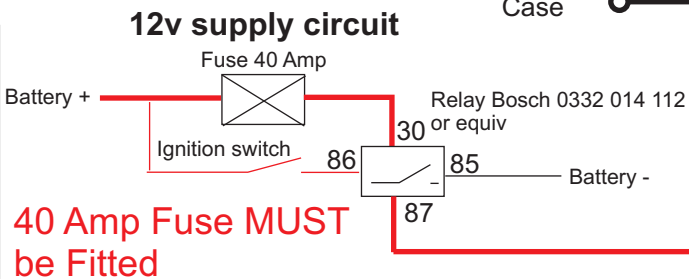 Case
12v supply circuit
Fuse 40 Amp
Battery +
Relay Bosch 0332 014 112
or equiv
30
Ignition switch
86
85
Battery -
87
40 Amp Fuse MUST
be Fitted